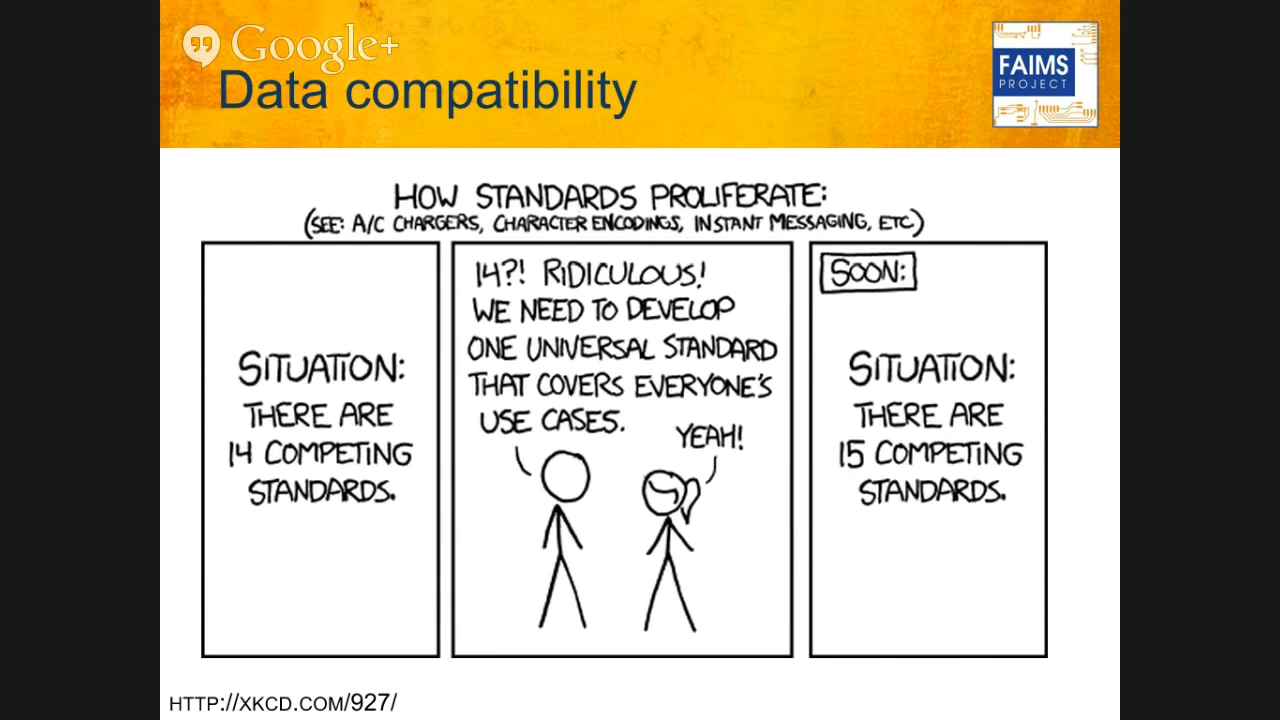 Google+
Data compatibility
FAIMS
PROJECT
HOW STANDARDS PROLIFERATE:
(SEE: A/C CHARGERS, CHARACTER ENCODINGS, INSTANT MESSAGING, ETC.)
SITUATION:
THERE ARE
14 COMPETING
STANDARDS.
14?! RIDICULOUS!
WE NEED TO DEVELOP
ONE UNIVERSAL STANDARD
THAT COVERS EVERYONE'S
USE CASES.
YEAH!
SOON:
SITUATION:
THERE ARE
15 COMPETING
STANDARDS.
HTTP://XKCD.COM/927/